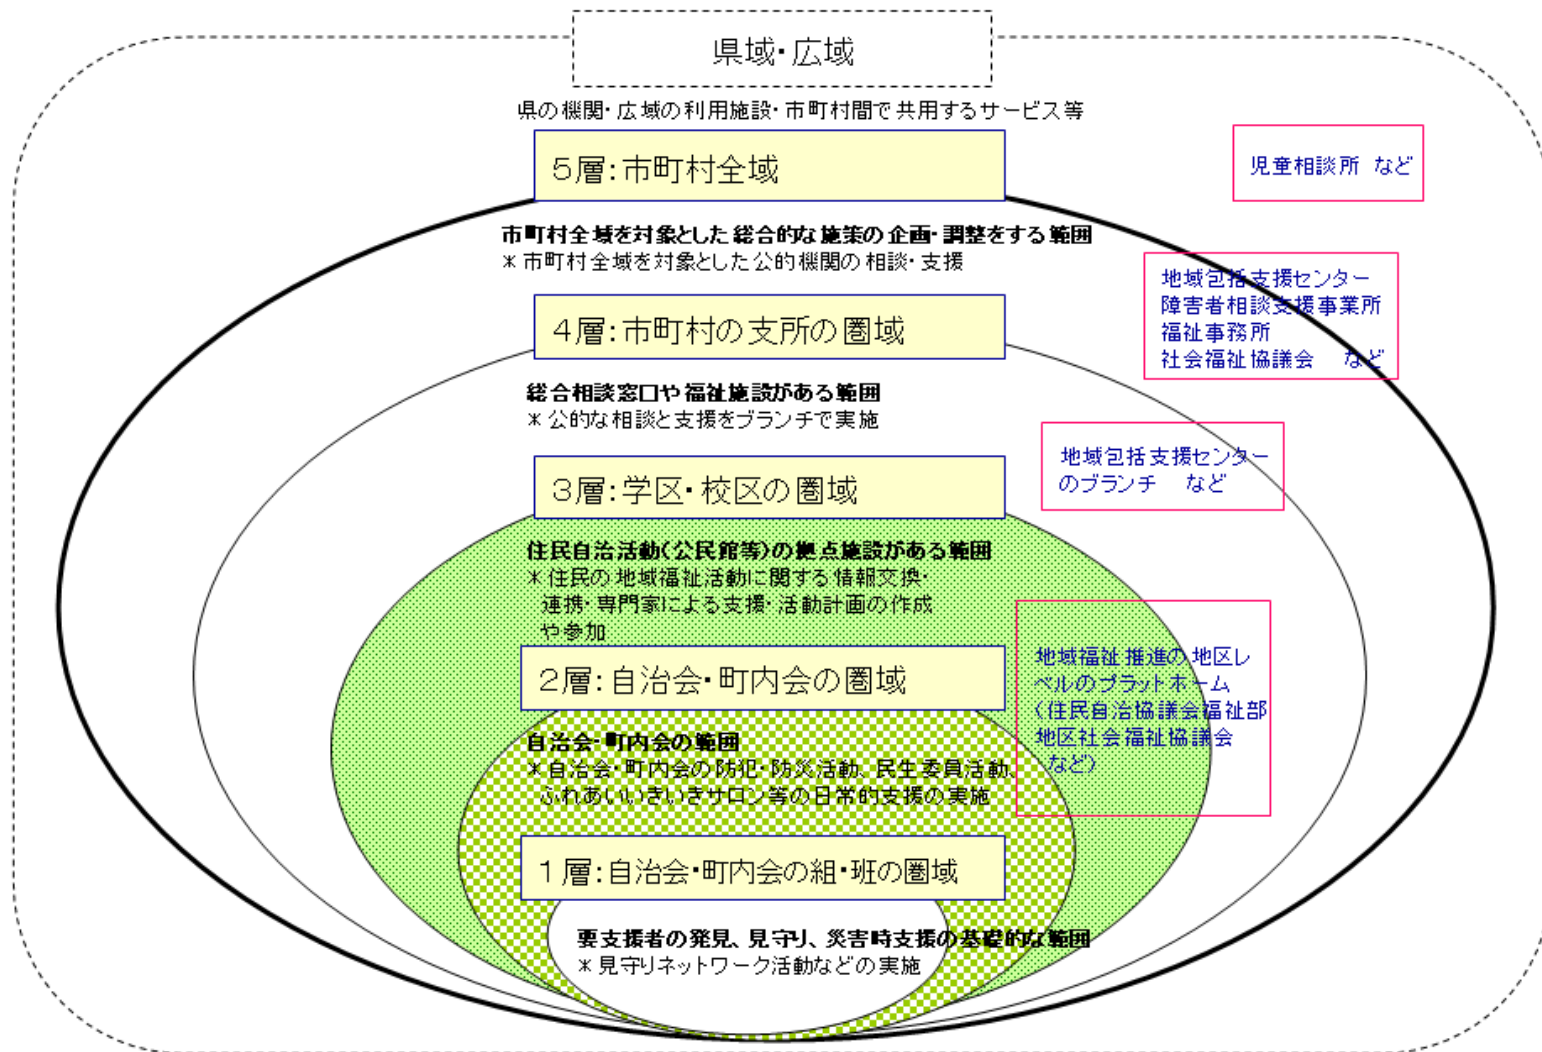 県域・広域
県の機関・広域の利用施設・市町村間で共用するサービス等
５層：市町村全域
児童相談所 など
市町村全域を対象とした総合的な施策の企画・調整をする範囲
＊市町村全域を対象とした公的機関の相談・支援
地域包括支援センター
障害者相談支援事業所
福祉事務所
社会福祉協議会　など
４層：市町村の支所の圏域
総合相談窓口や福祉施設がある範囲
＊公的な相談と支援をブランチで実施
地域包括支援センター
のブランチ　など
３層：学区・校区の圏域
住民自治活動（公民館等）の拠点施設がある範囲
＊住民の地域福祉活動に関する情報交換・
連携・専門家による支援・活動計画の作成
や参加
地域福祉推進の地区レ
ベルのプラットホーム
（住民自治協議会福祉部
地区社会福祉協議会
など）
２層：自治会・町内会の圏域
自治会・町内会の範囲
＊自治会・町内会の防犯・防災活動、民生委員活動、
ふれあいいきいきサロン等の日常的支援の実施
１層：自治会・町内会の組・班の圏域
要支援者の発見、見守り、災害時支援の基礎的な範囲
＊見守りネットワーク活動などの実施